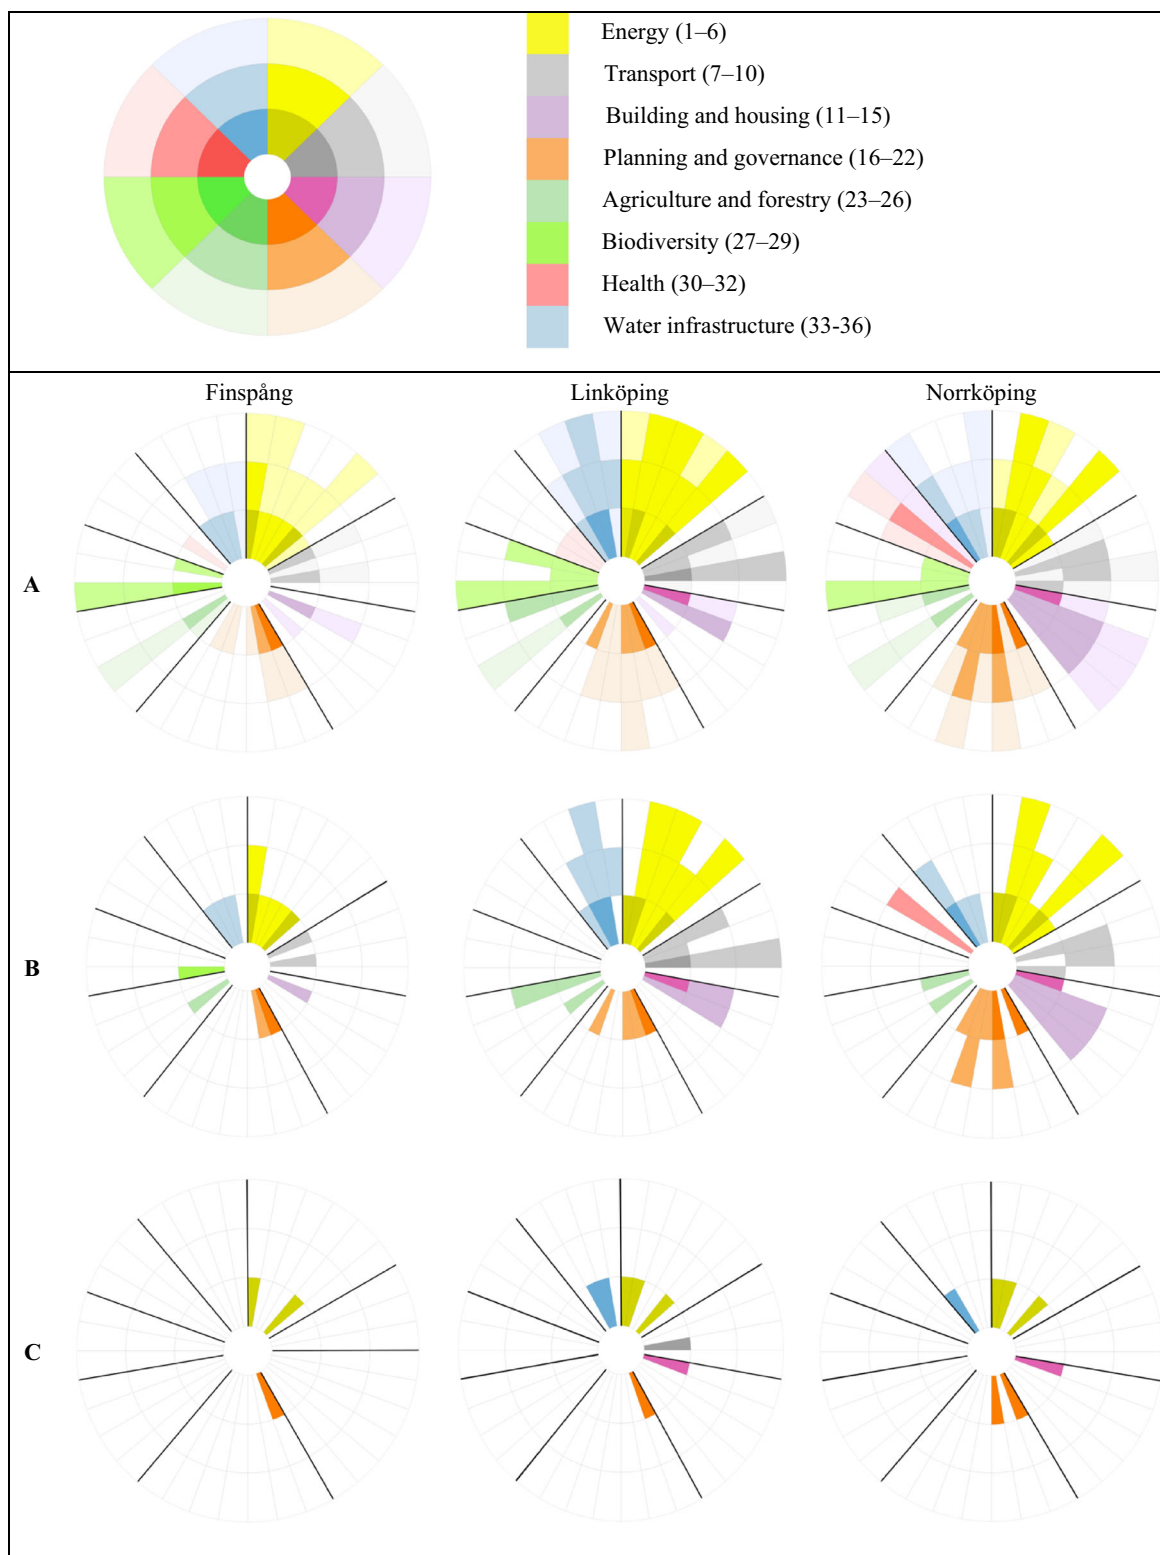 Energy (1–6)
Transport (7–10)
Building and housing (11–15)
Planning and governance (16–22)
Agriculture and forestry (23–26)
Biodiversity (27–29)
Health (30–32)
Water infrastructure (33-36)
Finspång Linköping Norrköping
A
B
C